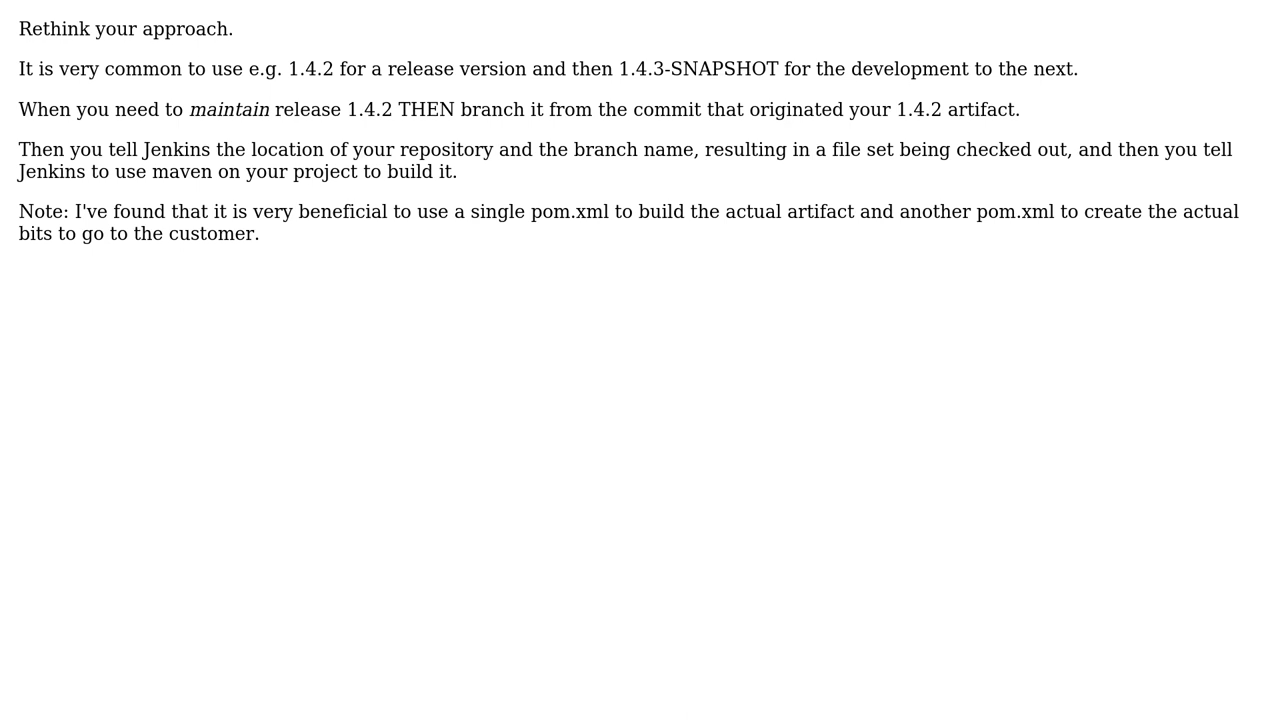 Rethink your approach.
It is very common to use e.g. 1.4.2 for a release version and then 1.4.3-SNAPSHOT for the development to the next.
When you need to maintain release 1.4.2 THEN branch it from the commit that originated your 1.4.2 artifact.
Then you tell Jenkins the location of your repository and the branch name, resulting in a file set being checked out, and then you tell
Jenkins to use maven on your project to build it.
Note: I've found that it is very beneficial to use a single pom.xml to build the actual artifact and another pom.xml to create the actual
bits to go to the customer.